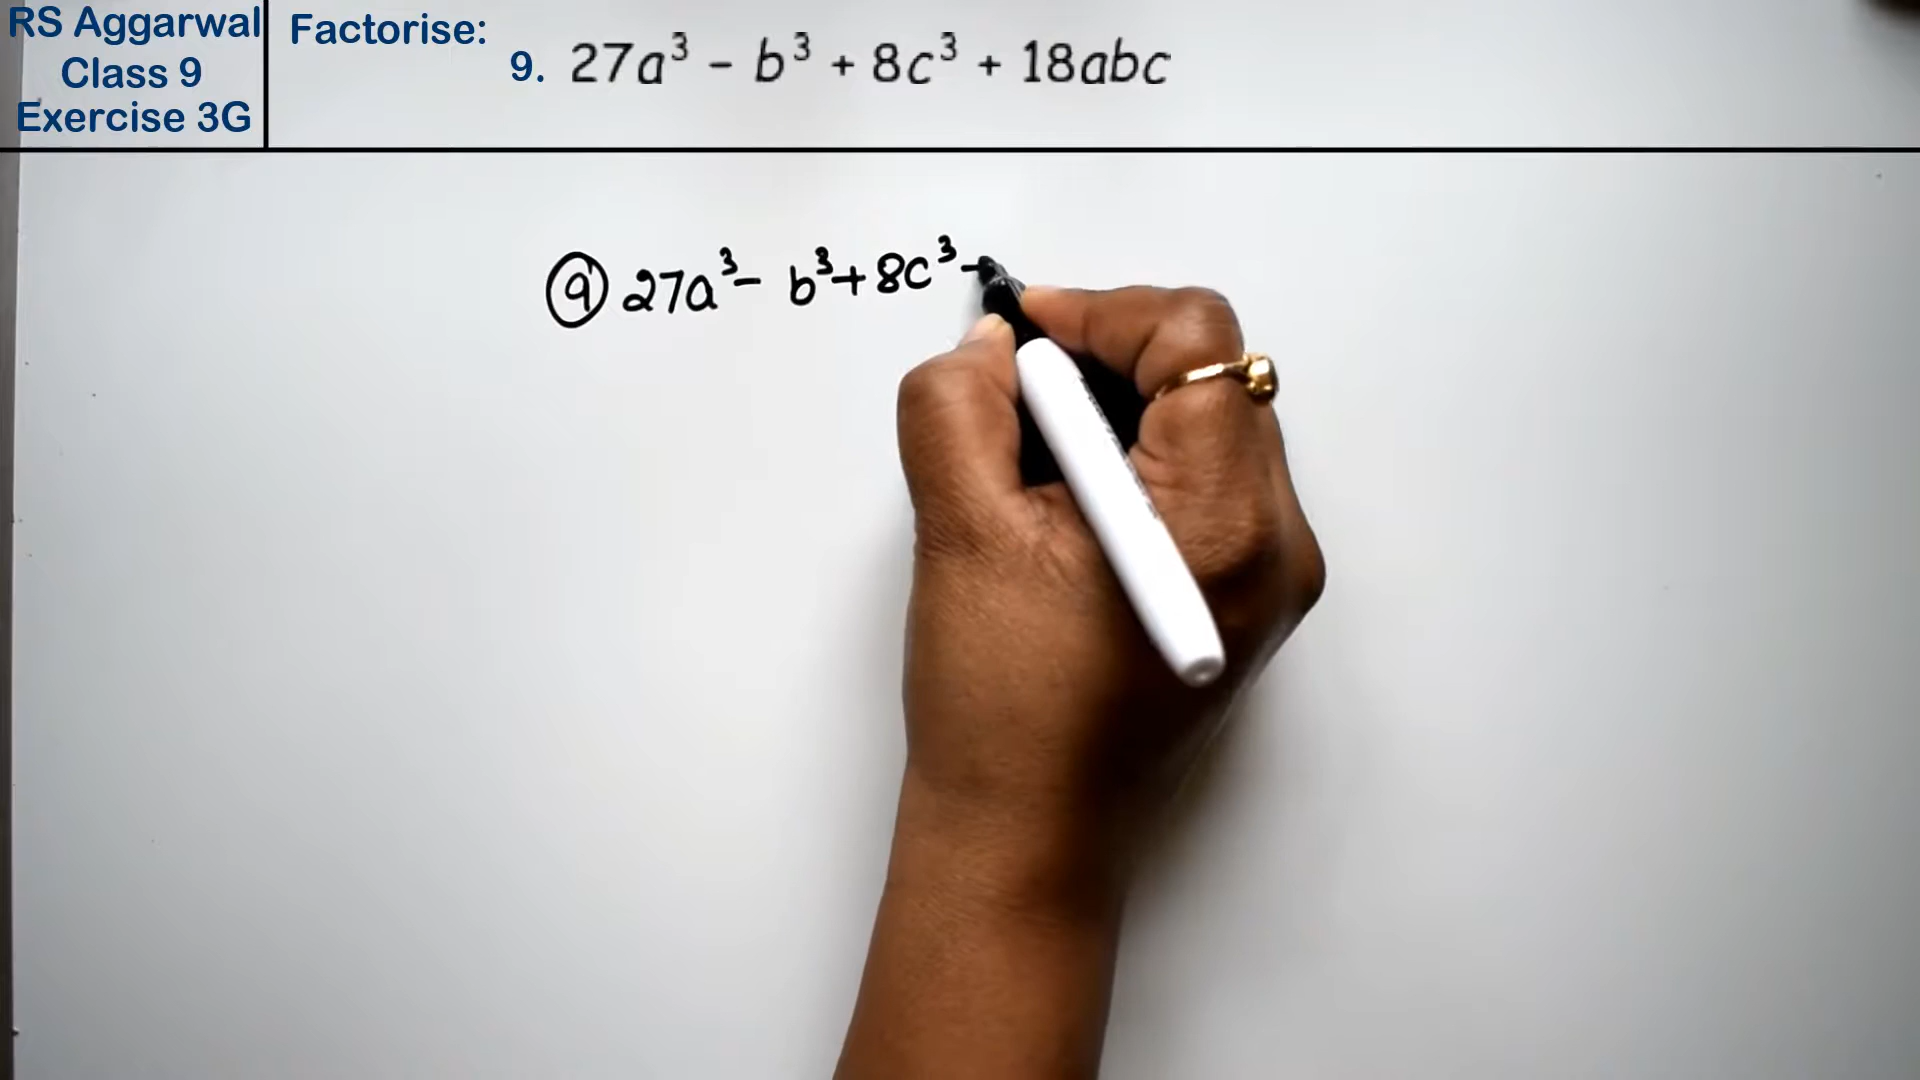 RS Aggarwal
Class 9
Exercise 3G
Factorise:
9. 27a³ - b³ + 8c³ + 18abc
9 27a³ - b³ + 8c³ -